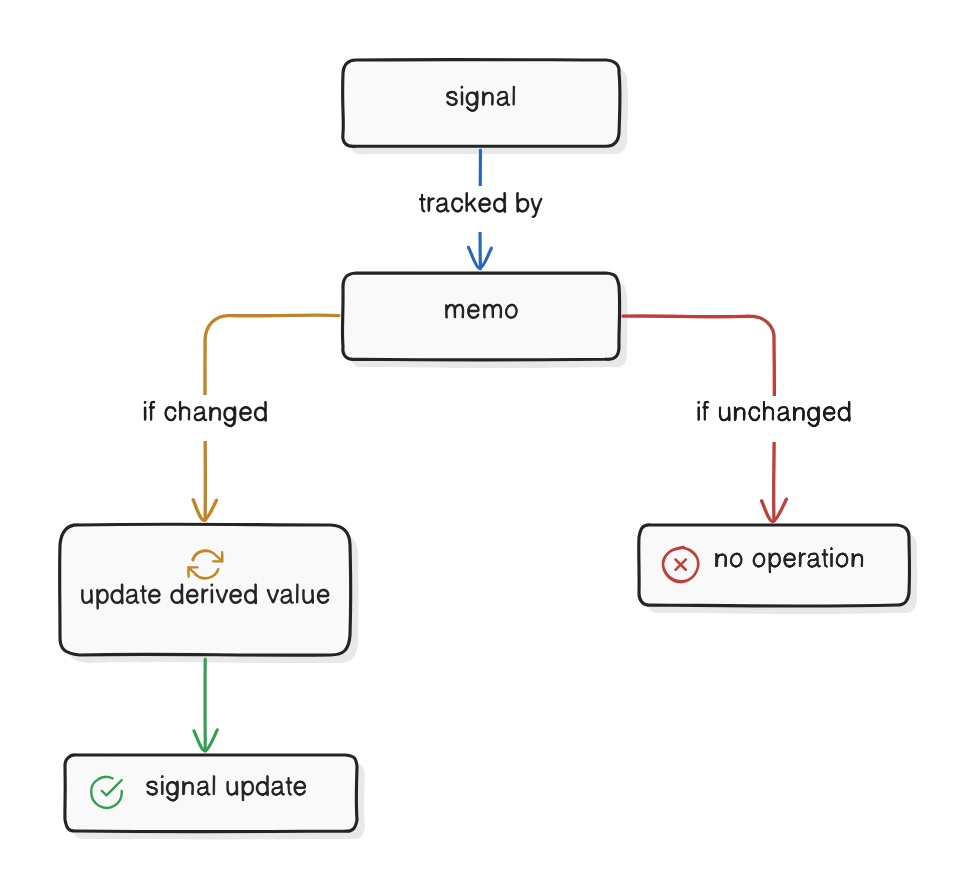 signal
tracked by
memo
if changed
if unchanged
update derived value
no operation
signal update